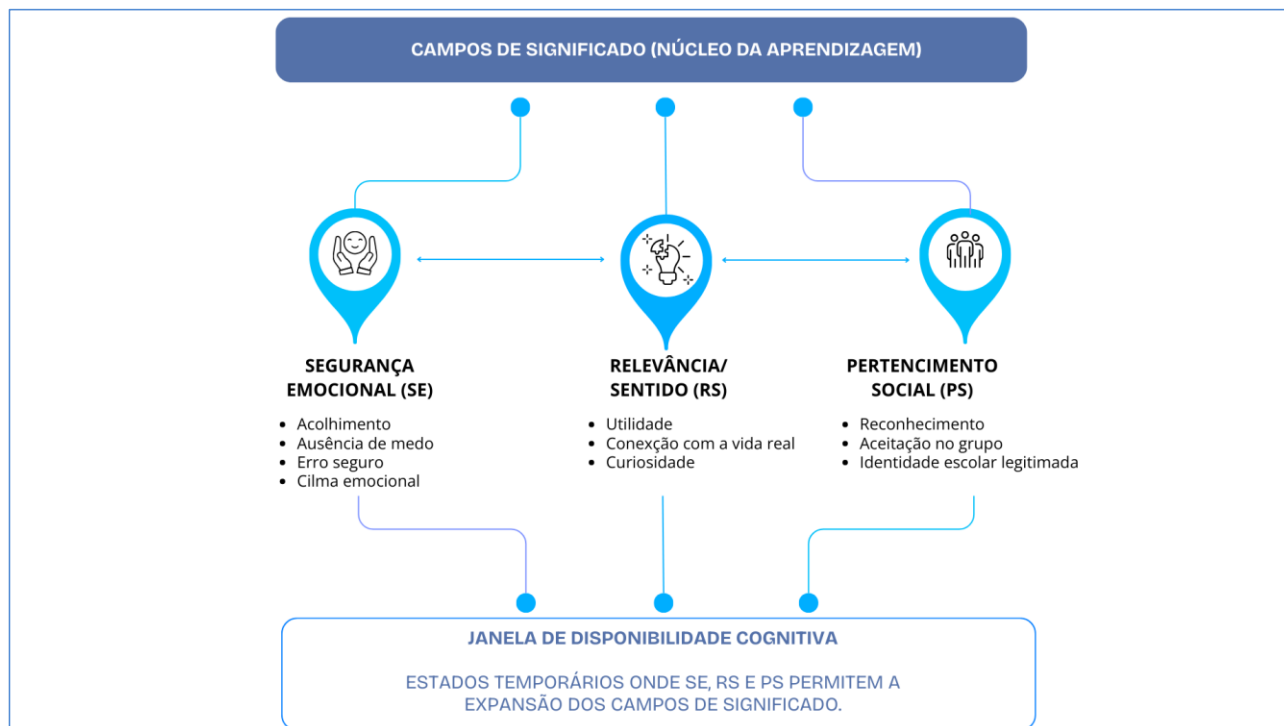 CAMPOS DE SIGNIFICADO (NÚCLEO DA APRENDIZAGEM)
SEGURANÇA
EMOCIONAL (SE)
• Acolhimento
• Ausência de medo
• Erro seguro
• Cilma emocional
RELEVÂNCIA/
SENTIDO (RS)
• Utilidade
• Conexção com a vida real
• Curiosidade
PERTENCIMENTO
SOCIAL (PS)
• Reconhecimento
• Aceitação no grupo
• Identidade escolar legitimada
JANELA DE DISPONIBILIDADE COGNITIVA
ESTADOS TEMPORÁRIOS ONDE SE, RS E PS PERMITEM A
EXPANSÃO DOS CAMPOS DE SIGNIFICADO.